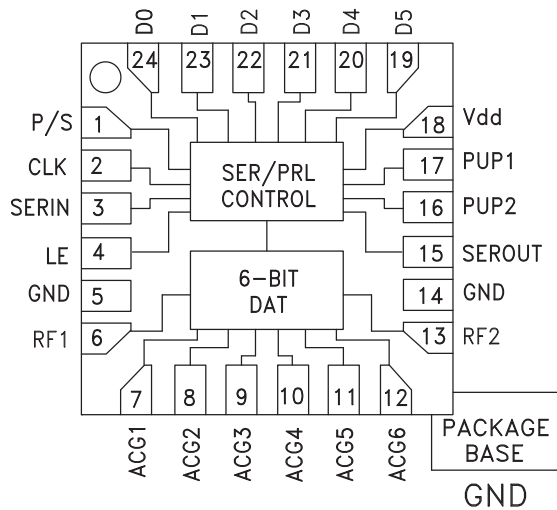 D0 D1 D2 D3 D4 D5
24 23 22 21 20 19
P/S 1 18 Vdd
CLK 2 17 PUP1
SERIN 3 16 PUP2
LE 4 15 SEROUT
GND 5 14 GND
RF1 6 13 RF2
SER/PRL
CONTROL
6-BIT
DAT
7 8 9 10 11 12
ACG1 ACG2 ACG3 ACG4 ACG5 ACG6
PACKAGE
BASE
GND